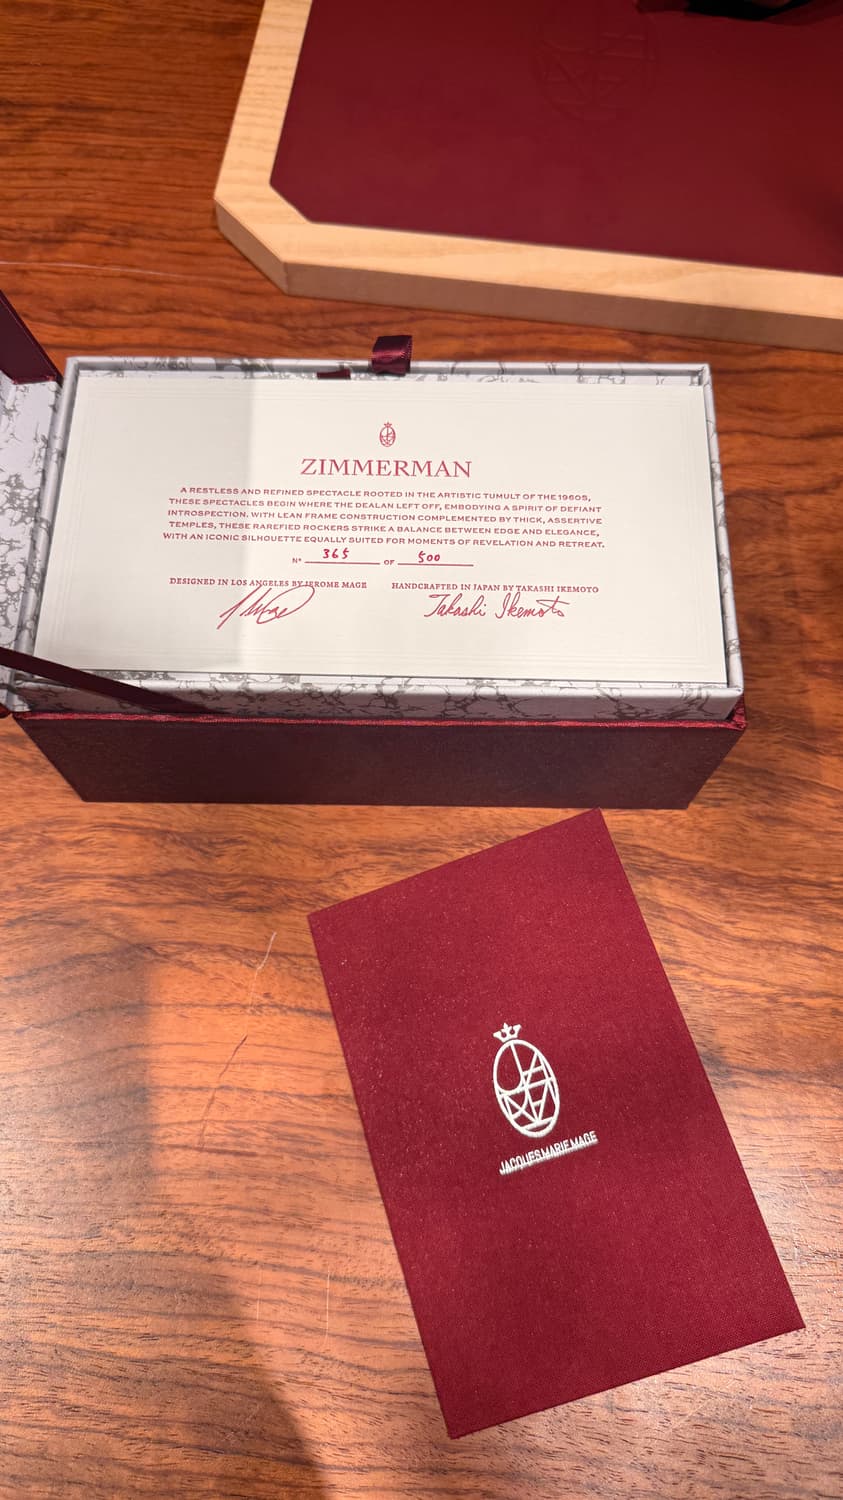 ZIMMERMAN
A RESTLESS AND REFINED SPECTACLE ROOTED IN THE ARTISTIC TUMULT OF THE 1960S,
THESE SPECTACLES BEGIN WHERE THE DEALAN LEFT OFF, EMBODYING A SPIRIT OF DEFIANT
INTROSPECTION. WITH LEAN FRAME CONSTRUCTION COMPLEMENTED BY THICK, ASSERTIVE
TEMPLES, THESE RAREFIED ROCKERS STRIKE A BALANCE BETWEEN EDGE AND ELEGANCE,
WITH AN ICONIC SILHOUETTE EQUALLY SUITED FOR MOMENTS OF REVELATION AND RETREAT.
Nº 365 OF 500
DESIGNED IN LOS ANGELES BY JEROME MAGE HANDCRAFTED IN JAPAN BY TAKASHI IKEMOTO
Takashi Ikemoto
JACQUES MARIE MAGE